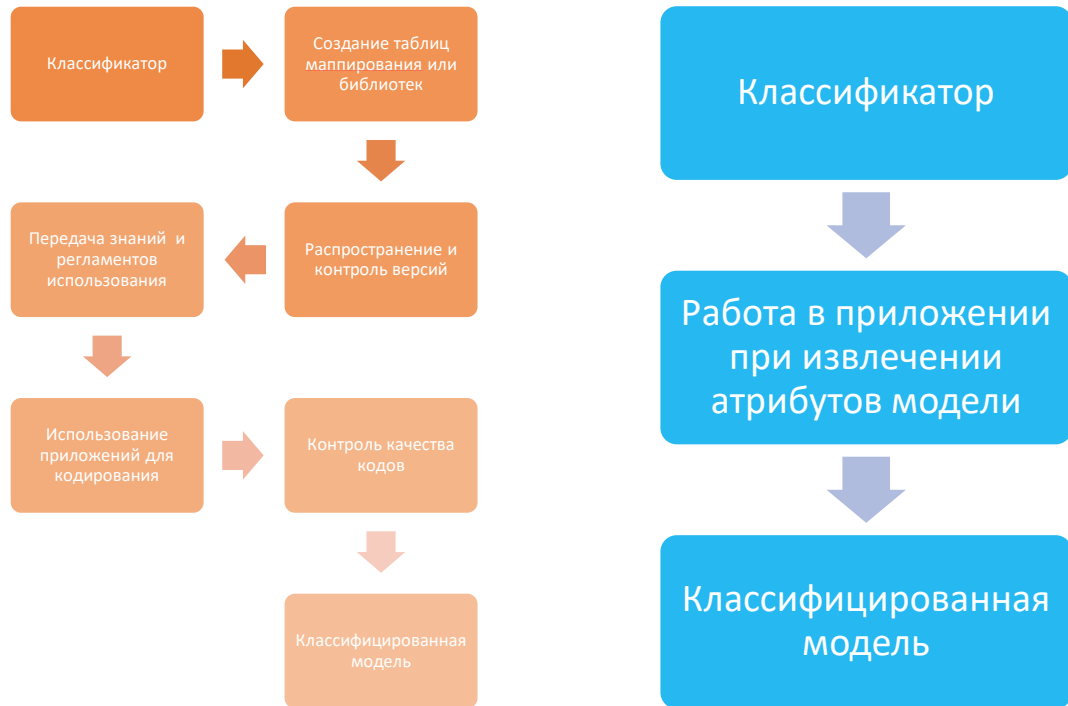 Классификатор
Создание таблиц
маппирования или
библиотек
Распространение и
контроль версий
Передача знаний и
регламентов
использования
Использование
приложений для
кодирования
Контроль качества
кодов
Классифицированная
модель
Классификатор
Работа в приложении
при извлечении
атрибутов модели
Классифицированная
модель